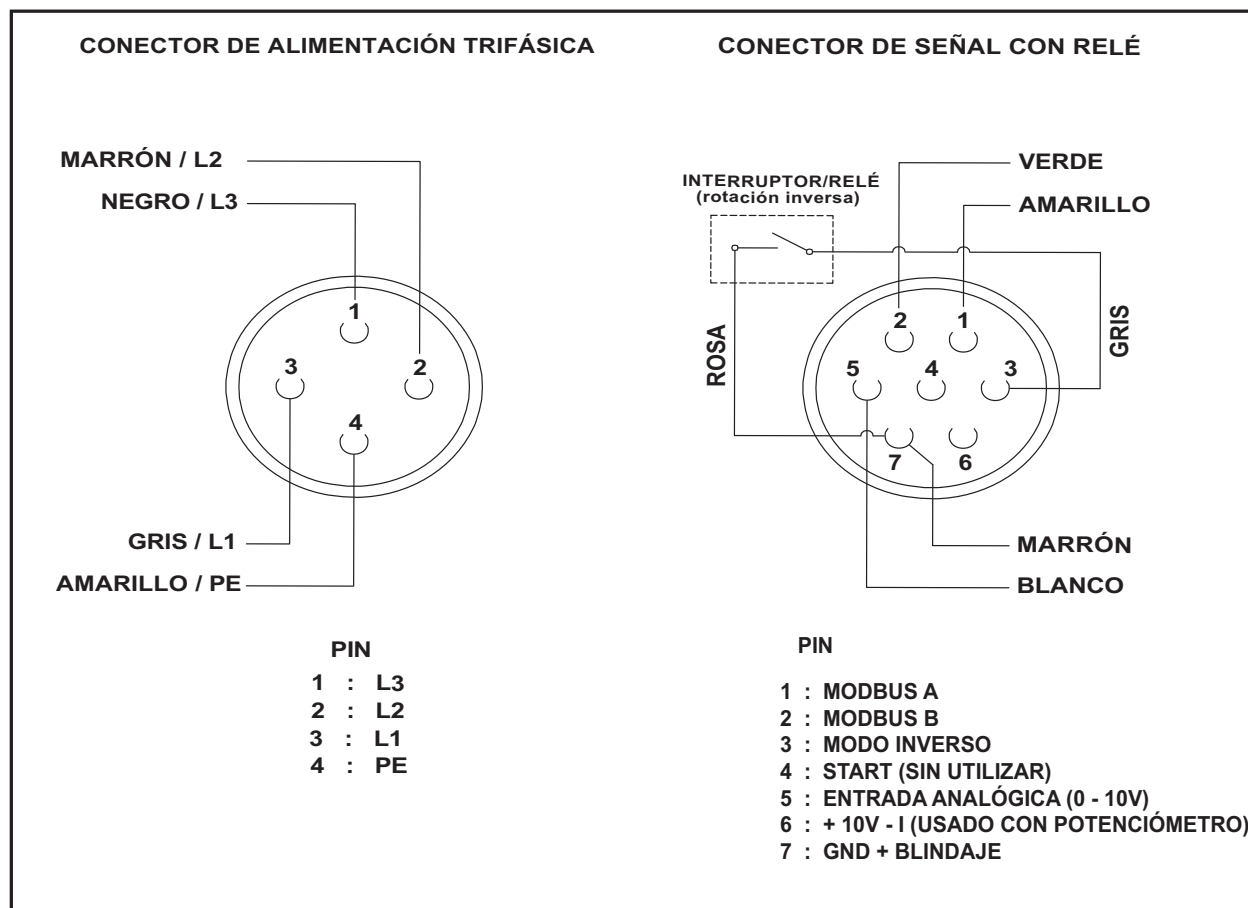 CONECTOR DE ALIMENTACIÓN TRIFÁSICA
MARRÓN / L2
NEGRO / L3
1
3
2
4
GRIS / L1
AMARILLO / PE
PIN
1 : L3
2 : L2
3 : L1
4 : PE
CONECTOR DE SEÑAL CON RELÉ
VERDE
INTERRUPTOR/RELÉ
(rotación inversa)
AMARILLO
ROSA
GRIS
2
1
5
4
3
7
6
MARRÓN
BLANCO
PIN
1 : MODBUS A
2 : MODBUS B
3 : MODO INVERSO
4 : START (SIN UTILIZAR)
5 : ENTRADA ANALÓGICA (0 - 10V)
6 : + 10V - I (USADO CON POTENCIÓMETRO)
7 : GND + BLINDAJE